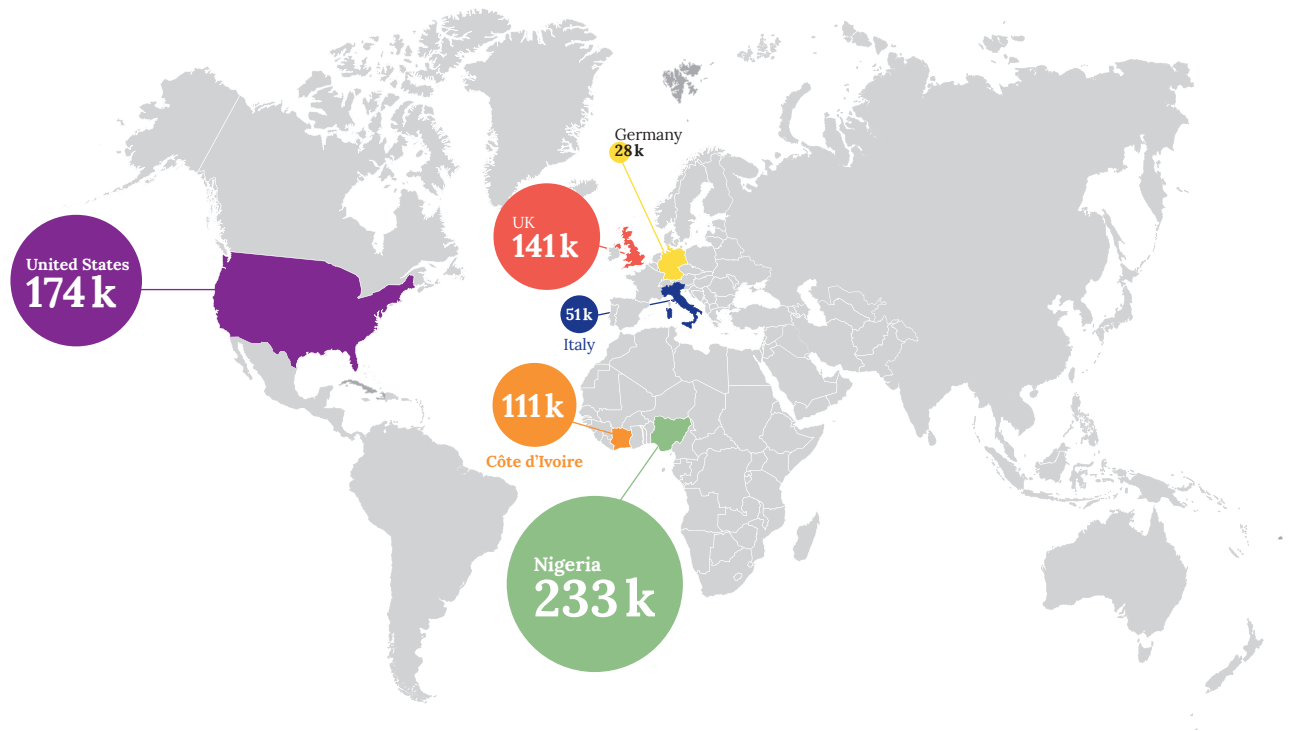 Germany
28 k
UK
141 k
United States
174 k
51 k
Italy
111 k
Côte d’Ivoire
Nigeria
233 k